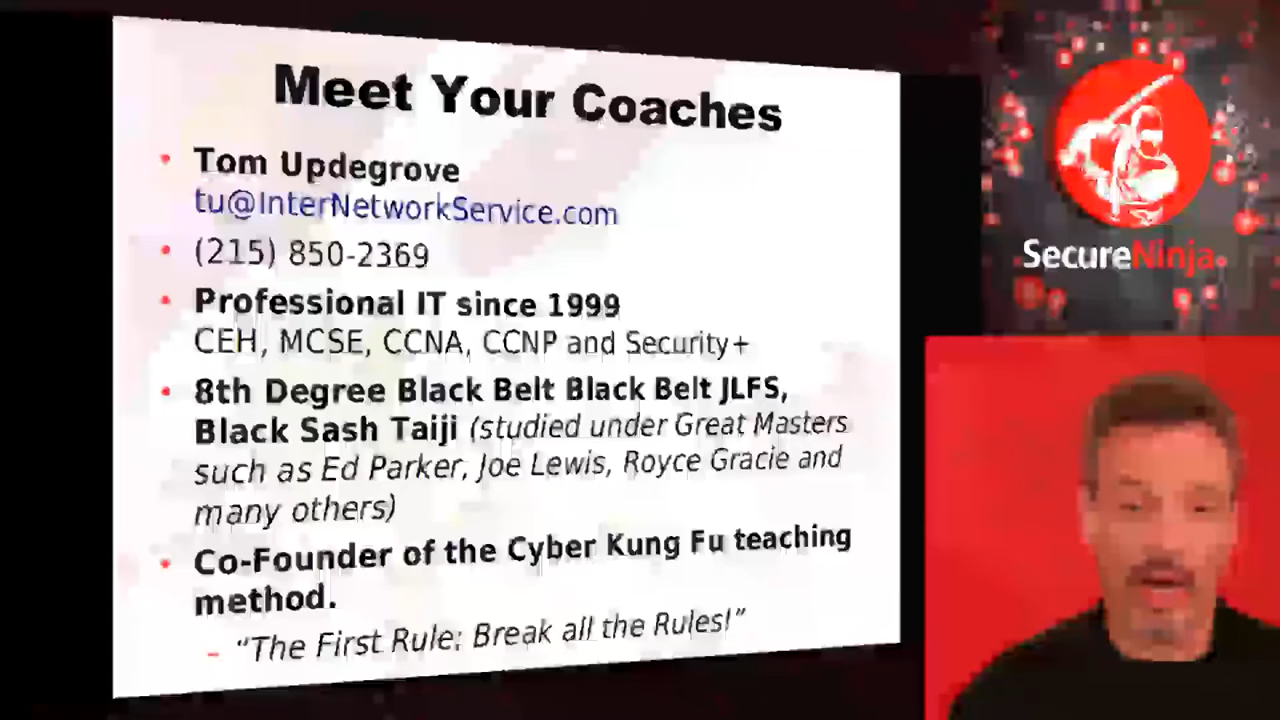 Meet Your Coaches
• Tom Updegrove
tu@InterNetworkService.com
• (215) 850-2369
• Professional IT since 1999
CEH, MCSE, CCNA, CCNP and Security+
• 8th Degree Black Belt Black Belt JLFS,
Black Sash Taiji (studied under Great Masters
such as Ed Parker, Joe Lewis, Royce Gracie and
many others)
• Co-Founder of the Cyber Kung Fu teaching
method.
– “The First Rule: Break all the Rules!”
SecureNinja